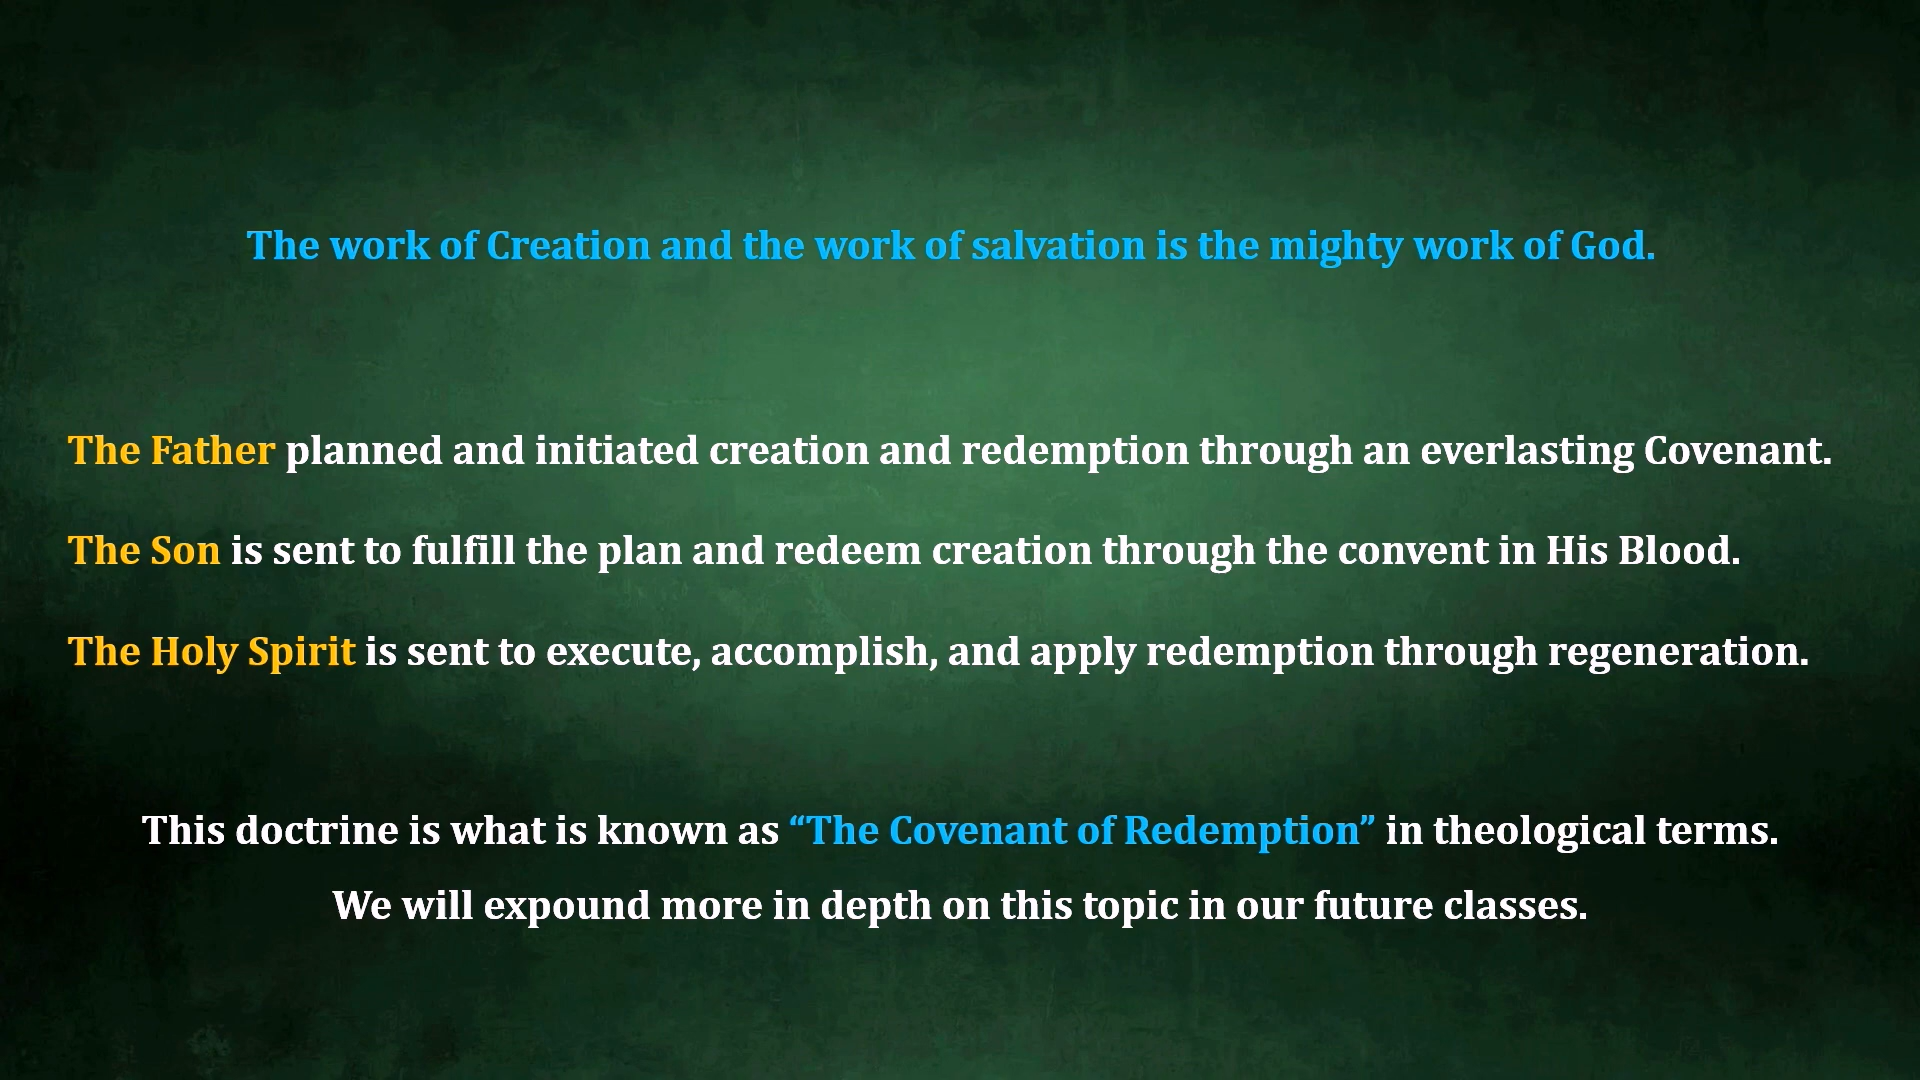 The work of Creation and the work of salvation is the mighty work of God.
The Father planned and initiated creation and redemption through an everlasting Covenant.
The Son is sent to fulfill the plan and redeem creation through the convent in His Blood.
The Holy Spirit is sent to execute, accomplish, and apply redemption through regeneration.
This doctrine is what is known as “The Covenant of Redemption” in theological terms.
We will expound more in depth on this topic in our future classes.